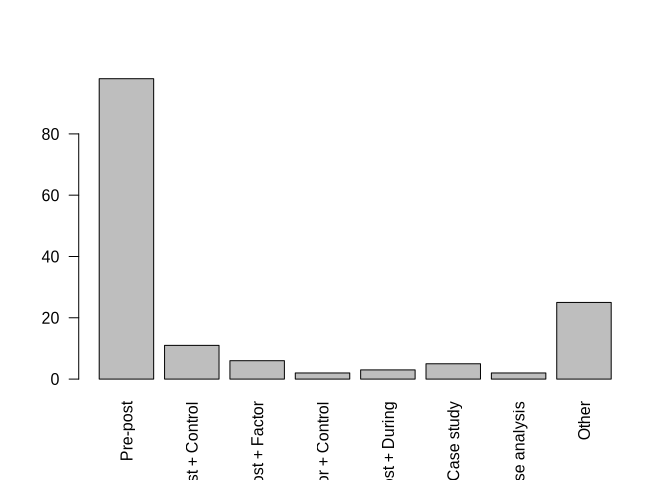 80
60
40
20
0
Pre-post
st + Control
ost + Factor
or + Control
ost + During
Case study
se analysis
Other